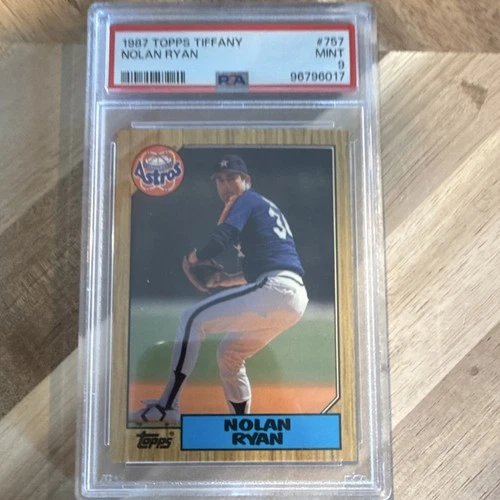 1987 TOPPS TIFFANY #757
NOLAN RYAN MINT
9
PSA 96796017
Astros
34
Topps
NOLAN
RYAN